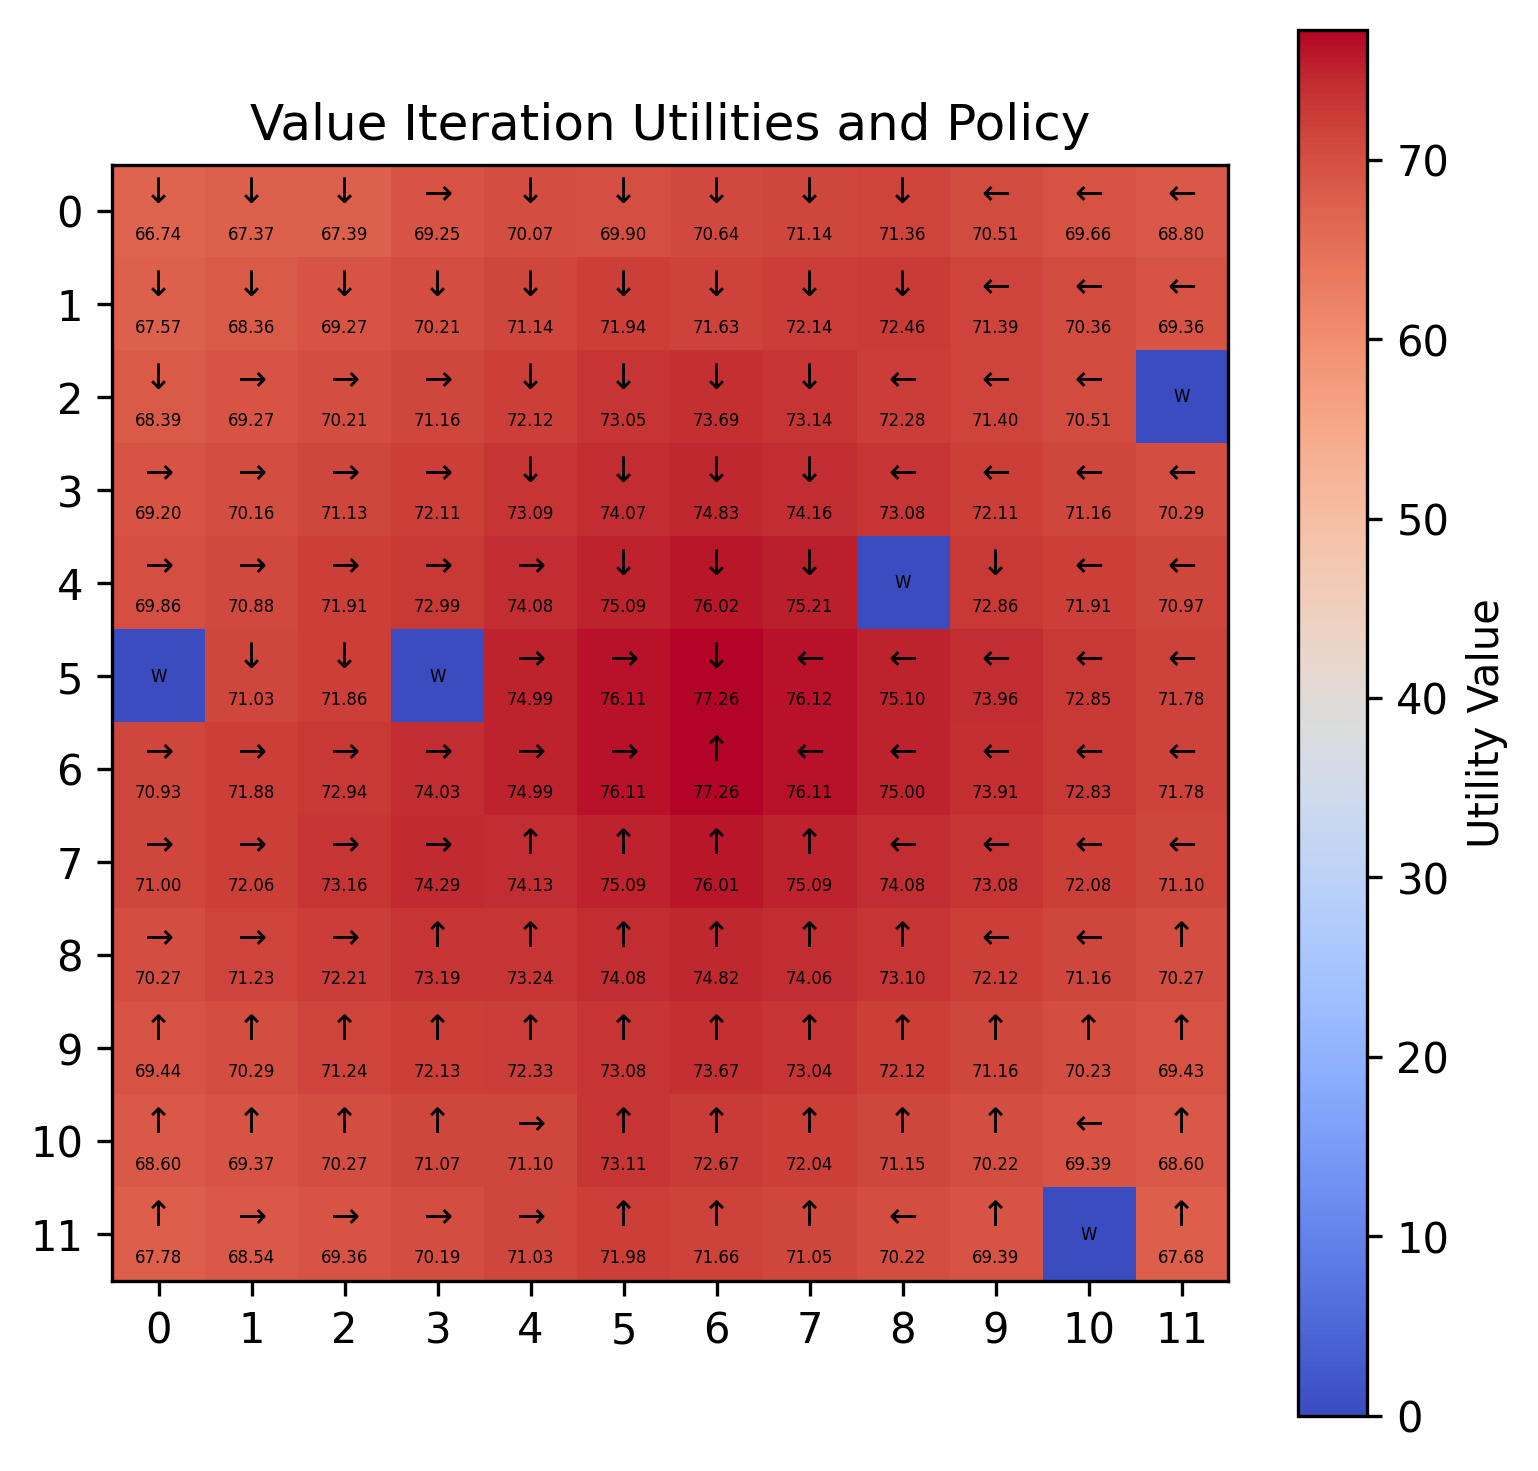 Value Iteration Utilities and Policy
0 ↓ ↓ ↓ → ↓ ↓ ↓ ↓ ↓ ← ← ←
66.74 67.37 67.39 69.25 70.07 69.90 70.64 71.14 71.36 70.51 69.66 68.80
1 ↓ ↓ ↓ ↓ ↓ ↓ ↓ ↓ ↓ ← ← ←
67.57 68.36 69.27 70.21 71.14 71.94 71.63 72.14 72.46 71.39 70.36 69.36
2 ↓ → → → ↓ ↓ ↓ ↓ ← ← ← W
68.39 69.27 70.21 71.16 72.12 73.05 73.69 73.14 72.28 71.40 70.51
3 → → → → ↓ ↓ ↓ ↓ ← ← ← ←
69.20 70.16 71.13 72.11 73.09 74.07 74.83 74.16 73.08 72.11 71.16 70.29
4 → → → → → ↓ ↓ ↓ W ↓ ← ←
69.86 70.88 71.91 72.99 74.08 75.09 76.02 75.21 72.86 71.91 70.97
5 W ↓ ↓ W → → ↓ ← ← ← ← ←
71.03 71.86 74.99 76.11 77.26 76.12 75.10 73.96 72.85 71.78
6 → → → → → → ↑ ← ← ← ← ←
70.93 71.88 72.94 74.03 74.99 76.11 77.26 76.11 75.00 73.91 72.83 71.78
7 → → → → ↑ ↑ ↑ ↑ ← ← ← ←
71.00 72.06 73.16 74.29 74.13 75.09 76.01 75.09 74.08 73.08 72.08 71.10
8 → → → ↑ ↑ ↑ ↑ ↑ ↑ ← ← ↑
70.27 71.23 72.21 73.19 73.24 74.08 74.82 74.06 73.10 72.12 71.16 70.27
9 ↑ ↑ ↑ ↑ ↑ ↑ ↑ ↑ ↑ ↑ ↑ ↑
69.44 70.29 71.24 72.13 72.33 73.08 73.67 73.04 72.12 71.16 70.23 69.43
10 ↑ ↑ ↑ ↑ → ↑ ↑ ↑ ↑ ↑ ← ↑
68.60 69.37 70.27 71.07 71.10 73.11 72.67 72.04 71.15 70.22 69.39 68.60
11 ↑ → → → → ↑ ↑ ↑ ← ↑ W ↑
67.78 68.54 69.36 70.19 71.03 71.98 71.66 71.05 70.22 69.39 67.68
0 1 2 3 4 5 6 7 8 9 10 11
70
60
50
40
30
20
10
0
Utility Value